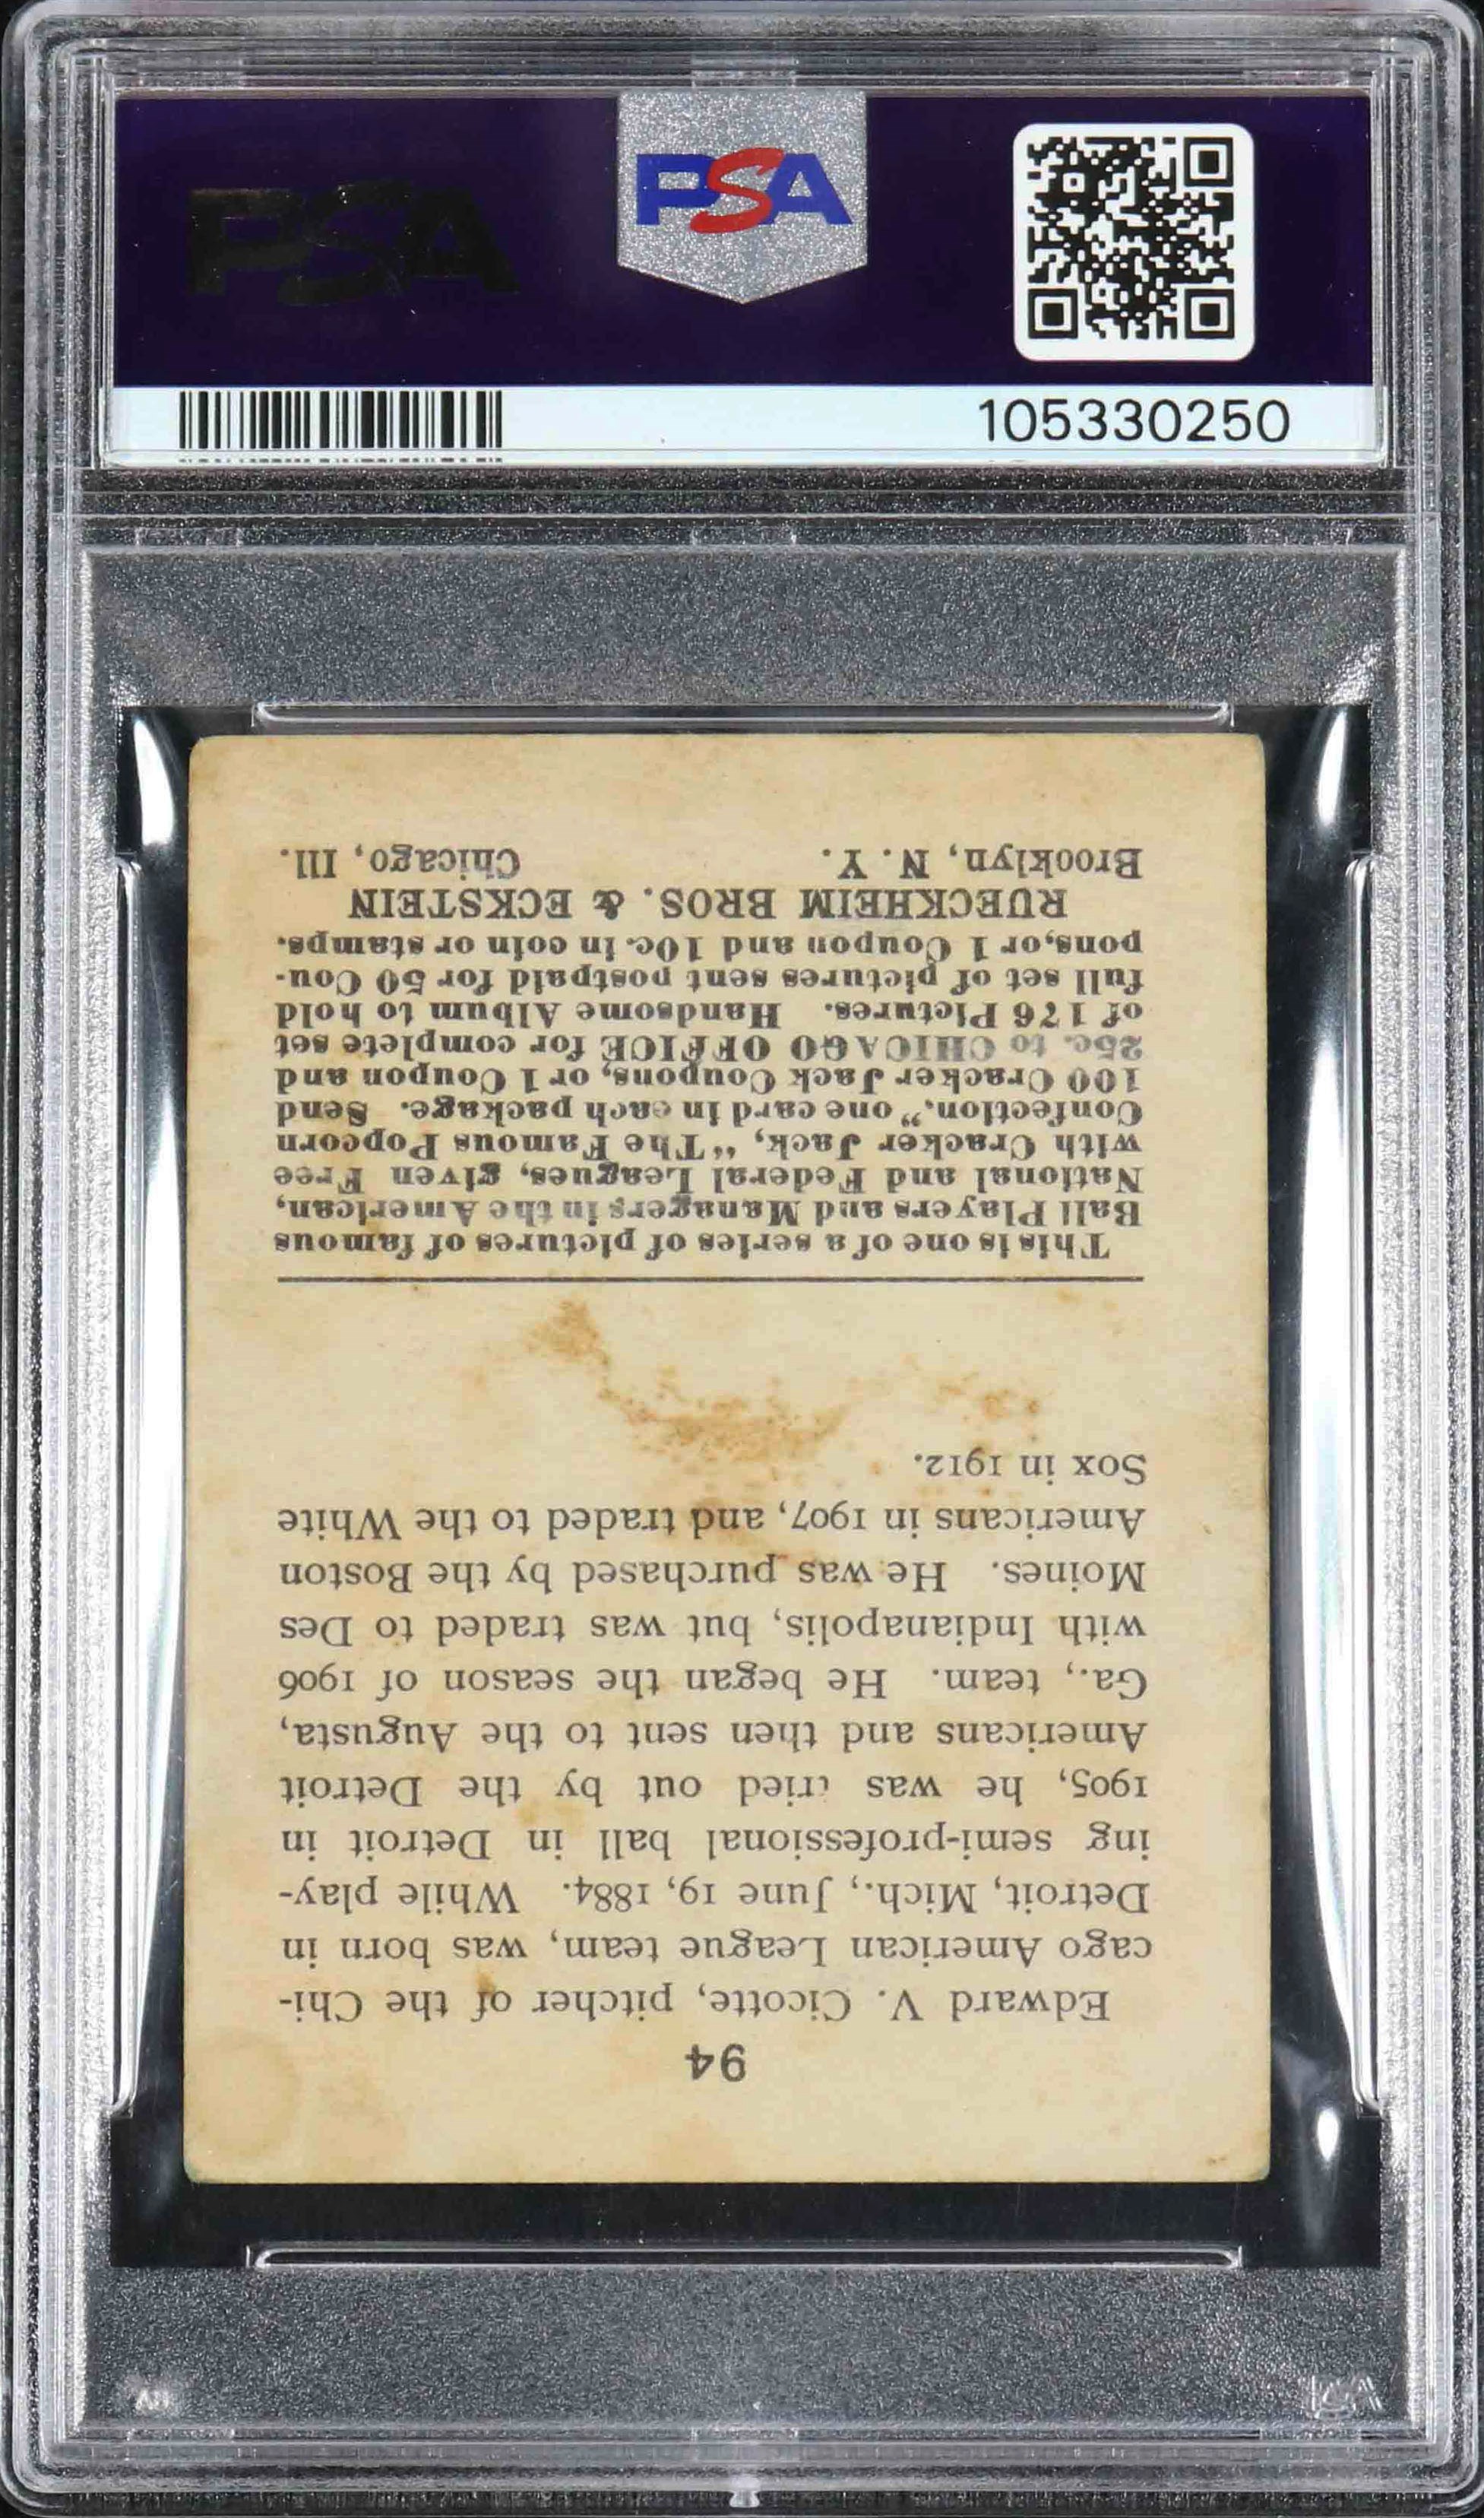 PSA
PSA
105330250
94
Edward V. Cicotte, pitcher of the Chi-
cago American League team, was born in
Detroit, Mich., June 19, 1884. While play-
ing semi-professional ball in Detroit in
1905, he was tried out by the Detroit
Americans and then sent to the Augusta,
Ga., team. He began the season of 1906
with Indianapolis, but was traded to Des
Moines. He was purchased by the Boston
Americans in 1907, and traded to the White
Sox in 1912.
This is one of a series of pictures of famous
Ball Players and Managers in the American,
National and Federal Leagues, given Free
with Cracker Jack, “The Famous Popcorn
Confection,” one card in each package. Send
100 Cracker Jack Coupons, or 1 Coupon and
25c. to CHICAGO OFFICE for complete set
of 176 Pictures. Handsome Album to hold
full set of pictures sent postpaid for 50 Cou-
pons, or 1 Coupon and 10c. in coin or stamps.
RUECKHEIM BROS. & ECKSTEIN
Brooklyn, N. Y. Chicago, Ill.